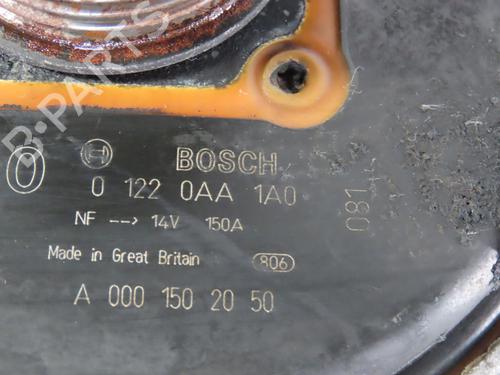 BOSCH
0 122 0AA 1A0
NF --> 14V 150A
081
Made in Great Britain 806
A 000 150 20 50
B-PARTS